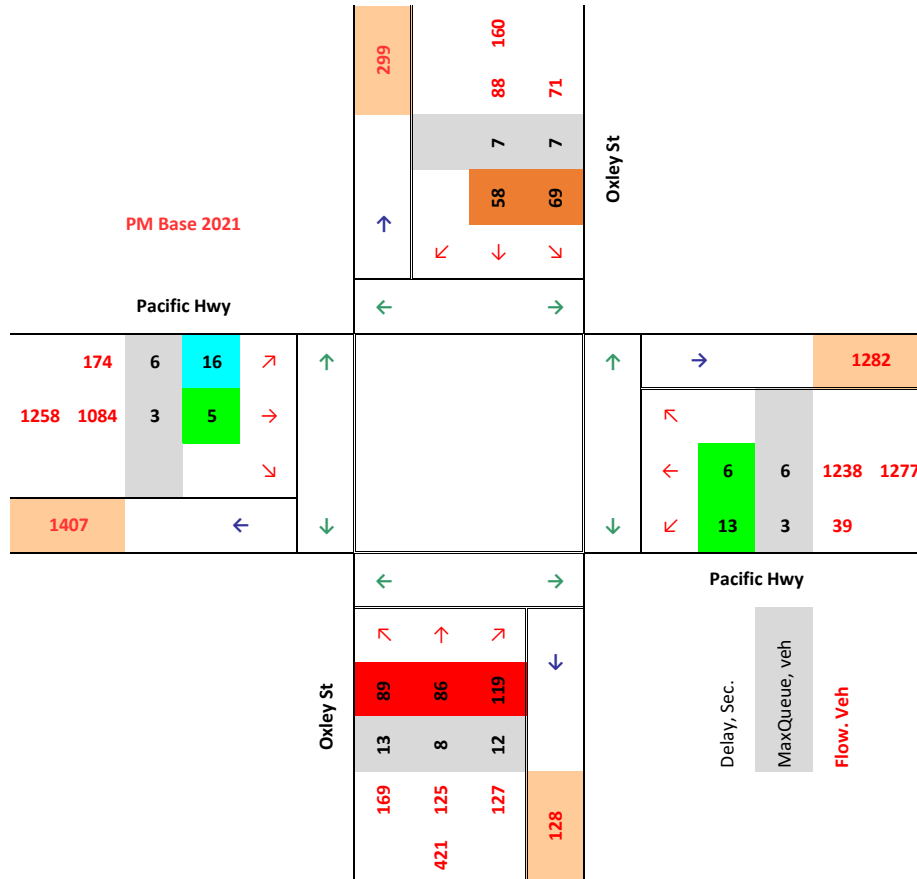 299
160
88 71
7 7
58 69
Oxley St
PM Base 2021
↑
↙ ↓ ↘
Pacific Hwy
← →
174 6 16 ↗ ↑ ↑ → 1282
1258 1084 3 5 → ↖
↘ ← 6 6 1238 1277
1407 ← ↓ ↓ ↙ 13 3 39
← →
Pacific Hwy
↖ ↑ ↗ ↓
Oxley St
89 86 119
13 8 12
169 125 127
421
128
Delay, Sec.
MaxQueue, veh
Flow. Veh